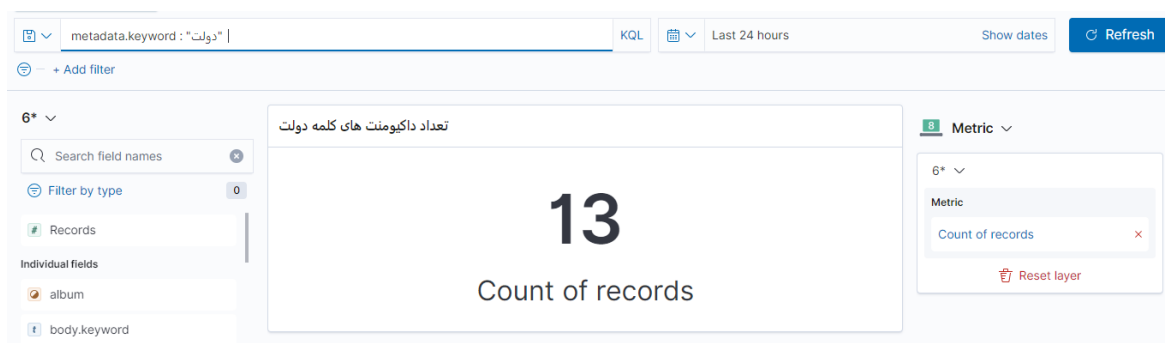 metadata.keyword : "دولت" KQL Last 24 hours Show dates Refresh
+ Add filter
6*
Search field names
Filter by type 0
Records
Individual fields
album
t body.keyword
تعداد داکیومنت های کلمه دولت
13
Count of records
8 Metric
6*
Metric
Count of records ×
Reset layer